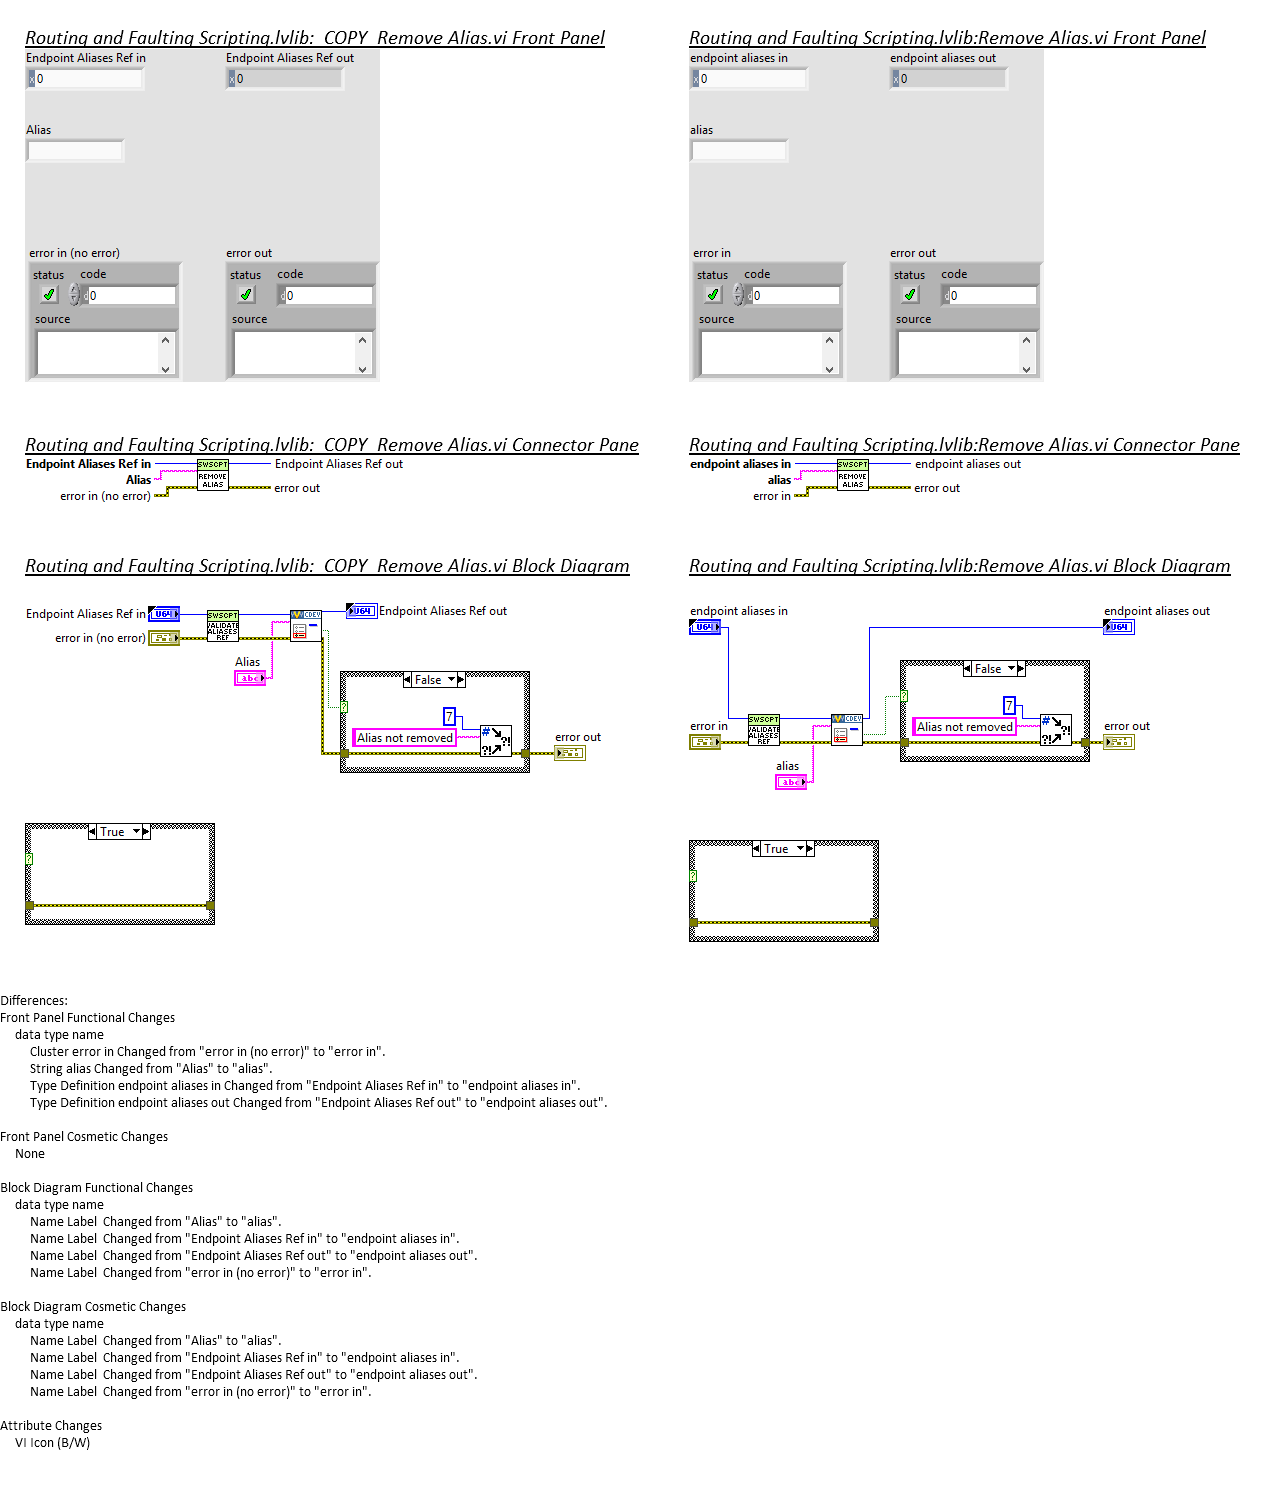 Routing and Faulting Scripting.lvlib:_COPY_Remove Alias.vi Front Panel
Endpoint Aliases Ref in
Endpoint Aliases Ref out
x 0
x 0
Alias
error in (no error)
error out
status
code
status
code
d 0
d 0
source
source
Routing and Faulting Scripting.lvlib:Remove Alias.vi Front Panel
endpoint aliases in
endpoint aliases out
x 0
x 0
alias
error in
error out
status
code
status
code
d 0
d 0
source
source
Routing and Faulting Scripting.lvlib:_COPY_Remove Alias.vi Connector Pane
Endpoint Aliases Ref in
Alias
error in (no error)
SWSCPT
REMOVE
ALIAS
Endpoint Aliases Ref out
error out
Routing and Faulting Scripting.lvlib:Remove Alias.vi Connector Pane
endpoint aliases in
alias
error in
SWSCPT
REMOVE
ALIAS
endpoint aliases out
error out
Routing and Faulting Scripting.lvlib:_COPY_Remove Alias.vi Block Diagram
Endpoint Aliases Ref in
U64
error in (no error)
SWSCPT
VALIDATE
ALIASES
REF
CDEV
U64
Endpoint Aliases Ref out
Alias
abc
False
?
7
Alias not removed
#
?!
?!
error out
True
?
Routing and Faulting Scripting.lvlib:Remove Alias.vi Block Diagram
endpoint aliases in
U64
endpoint aliases out
U64
error in
SWSCPT
VALIDATE
ALIASES
REF
CDEV
alias
abc
False
?
7
Alias not removed
#
?!
?!
error out
True
?
Differences:
Front Panel Functional Changes
data type name
Cluster error in Changed from "error in (no error)" to "error in".
String alias Changed from "Alias" to "alias".
Type Definition endpoint aliases in Changed from "Endpoint Aliases Ref in" to "endpoint aliases in".
Type Definition endpoint aliases out Changed from "Endpoint Aliases Ref out" to "endpoint aliases out".
Front Panel Cosmetic Changes
None
Block Diagram Functional Changes
data type name
Name Label  Changed from "Alias" to "alias".
Name Label  Changed from "Endpoint Aliases Ref in" to "endpoint aliases in".
Name Label  Changed from "Endpoint Aliases Ref out" to "endpoint aliases out".
Name Label  Changed from "error in (no error)" to "error in".
Block Diagram Cosmetic Changes
data type name
Name Label  Changed from "Alias" to "alias".
Name Label  Changed from "Endpoint Aliases Ref in" to "endpoint aliases in".
Name Label  Changed from "Endpoint Aliases Ref out" to "endpoint aliases out".
Name Label  Changed from "error in (no error)" to "error in".
Attribute Changes
VI Icon (B/W)